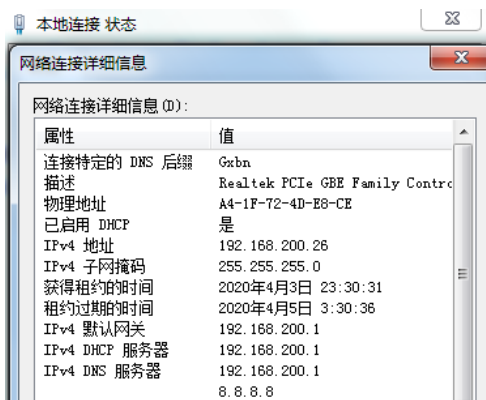 本地连接 状态
网络连接详细信息
网络连接详细信息(D):
属性 值
连接特定的 DNS 后缀 Gxbn
描述 Realtek PCIe GBE Family Contro
物理地址 A4-1F-72-4D-E8-CE
已启用 DHCP 是
IPv4 地址 192.168.200.26
IPv4 子网掩码 255.255.255.0
获得租约的时间 2020年4月3日 23:30:31
租约过期的时间 2020年4月5日 3:30:36
IPv4 默认网关 192.168.200.1
IPv4 DHCP 服务器 192.168.200.1
IPv4 DNS 服务器 192.168.200.1
8.8.8.8